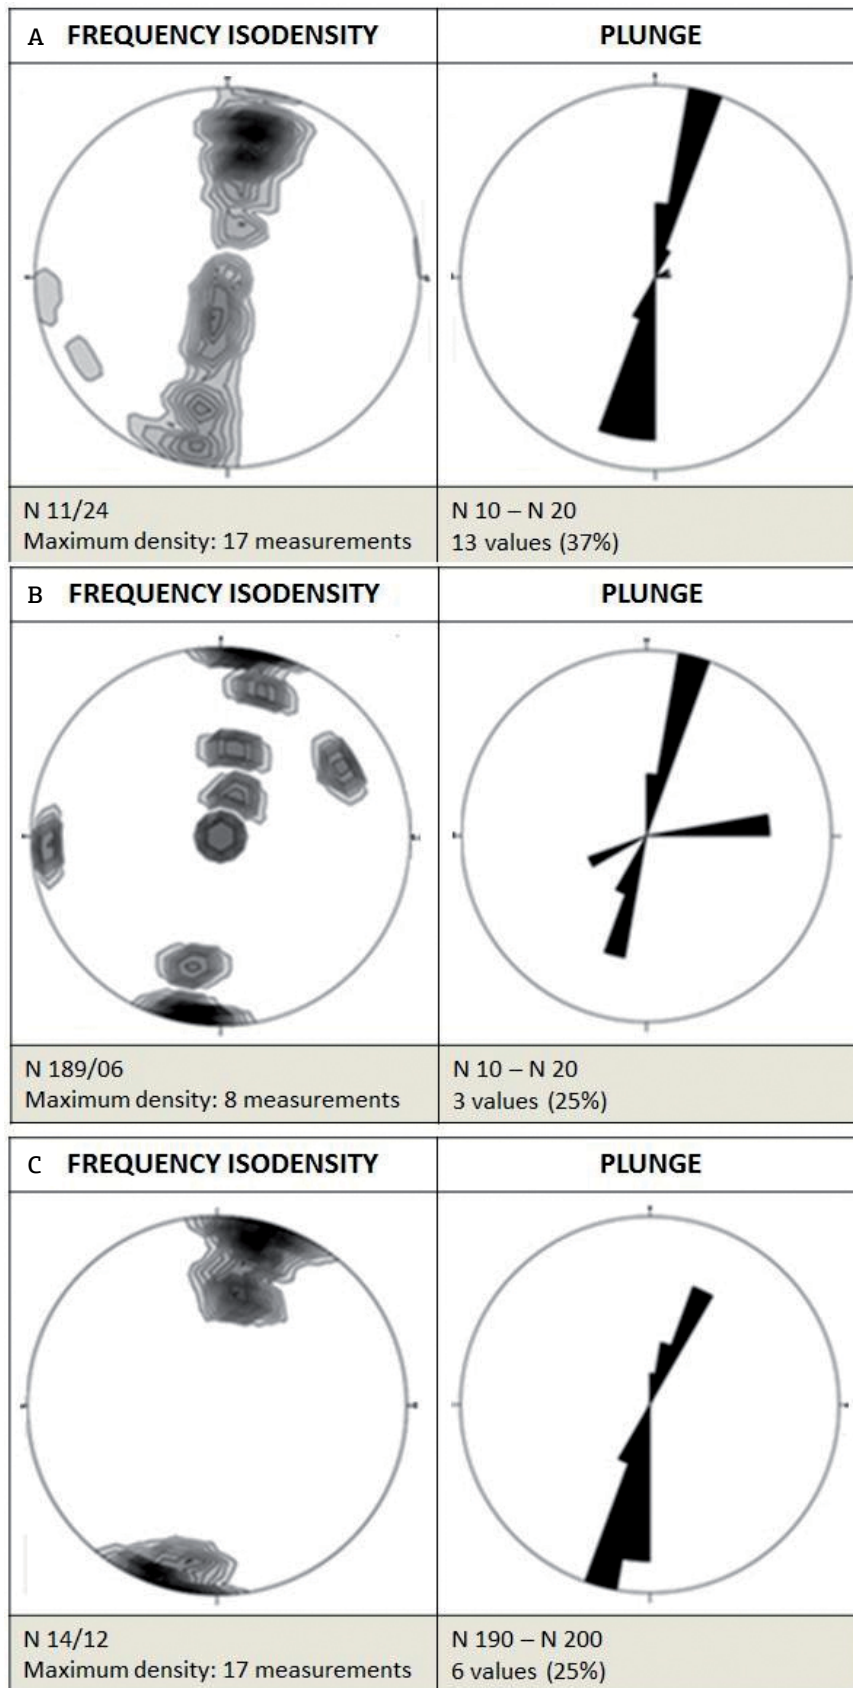 A FREQUENCY ISODENSITY
PLUNGE
N 11/24
Maximum density: 17 measurements
N 10 – N 20
13 values (37%)
B FREQUENCY ISODENSITY
PLUNGE
N 189/06
Maximum density: 8 measurements
N 10 – N 20
3 values (25%)
C FREQUENCY ISODENSITY
PLUNGE
N 14/12
Maximum density: 17 measurements
N 190 – N 200
6 values (25%)